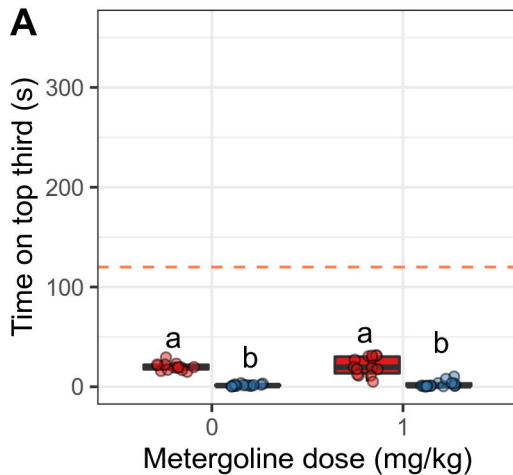 A
Time on top third (s)
300
200
100
0
a
b
a
b
0
1
Metergoline dose (mg/kg)